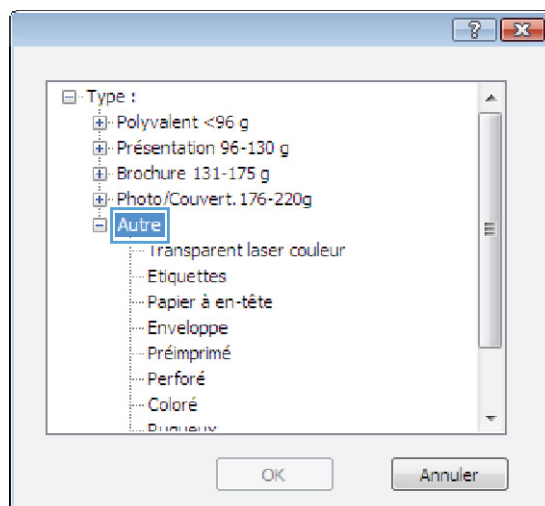 ?
Type :
Polyvalent <96 g
Présentation 96-130 g
Brochure 131-175 g
Photo/Couvert. 176-220g
Autre
Transparent laser couleur
Etiquettes
Papier à en-tête
Enveloppe
Préimprimé
Perforé
Coloré
Rugueux
OK
Annuler